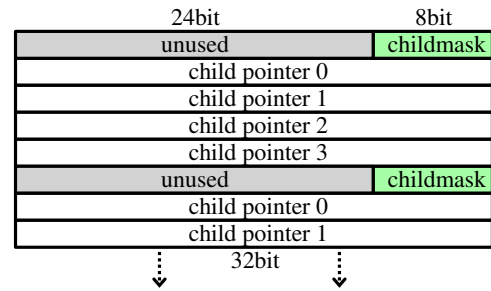 24bit 8bit
unused childmask
child pointer 0
child pointer 1
child pointer 2
child pointer 3
unused childmask
child pointer 0
child pointer 1
32bit